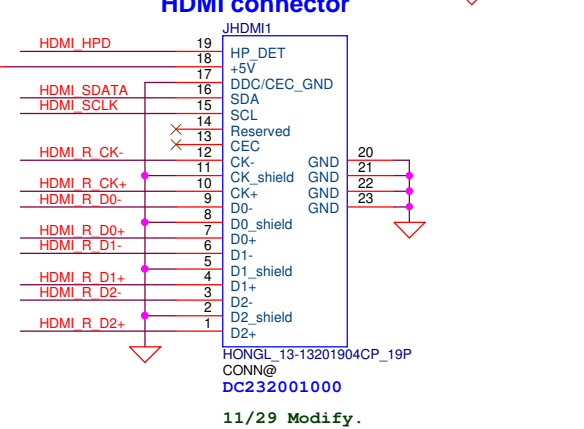 HDMI connector
JHDMI1
HDMI_HPD 19 HP_DET
18 +5V
17 DDC/CEC_GND
HDMI_SDATA 16 SDA
HDMI_SCLK 15 SCL
14 Reserved
13 CEC
HDMI_R_CK- 12 CK- GND 20
11 CK_shield GND 21
HDMI_R_CK+ 10 CK+ GND 22
HDMI_R_D0- 9 D0- GND 23
8 D0_shield
HDMI_R_D0+ 7 D0+
HDMI_R_D1- 6 D1-
5 D1_shield
HDMI_R_D1+ 4 D1+
HDMI_R_D2- 3 D2-
2 D2_shield
HDMI_R_D2+ 1 D2+
HONGL_13-13201904CP_19P
CONN@
DC232001000
11/29 Modify.